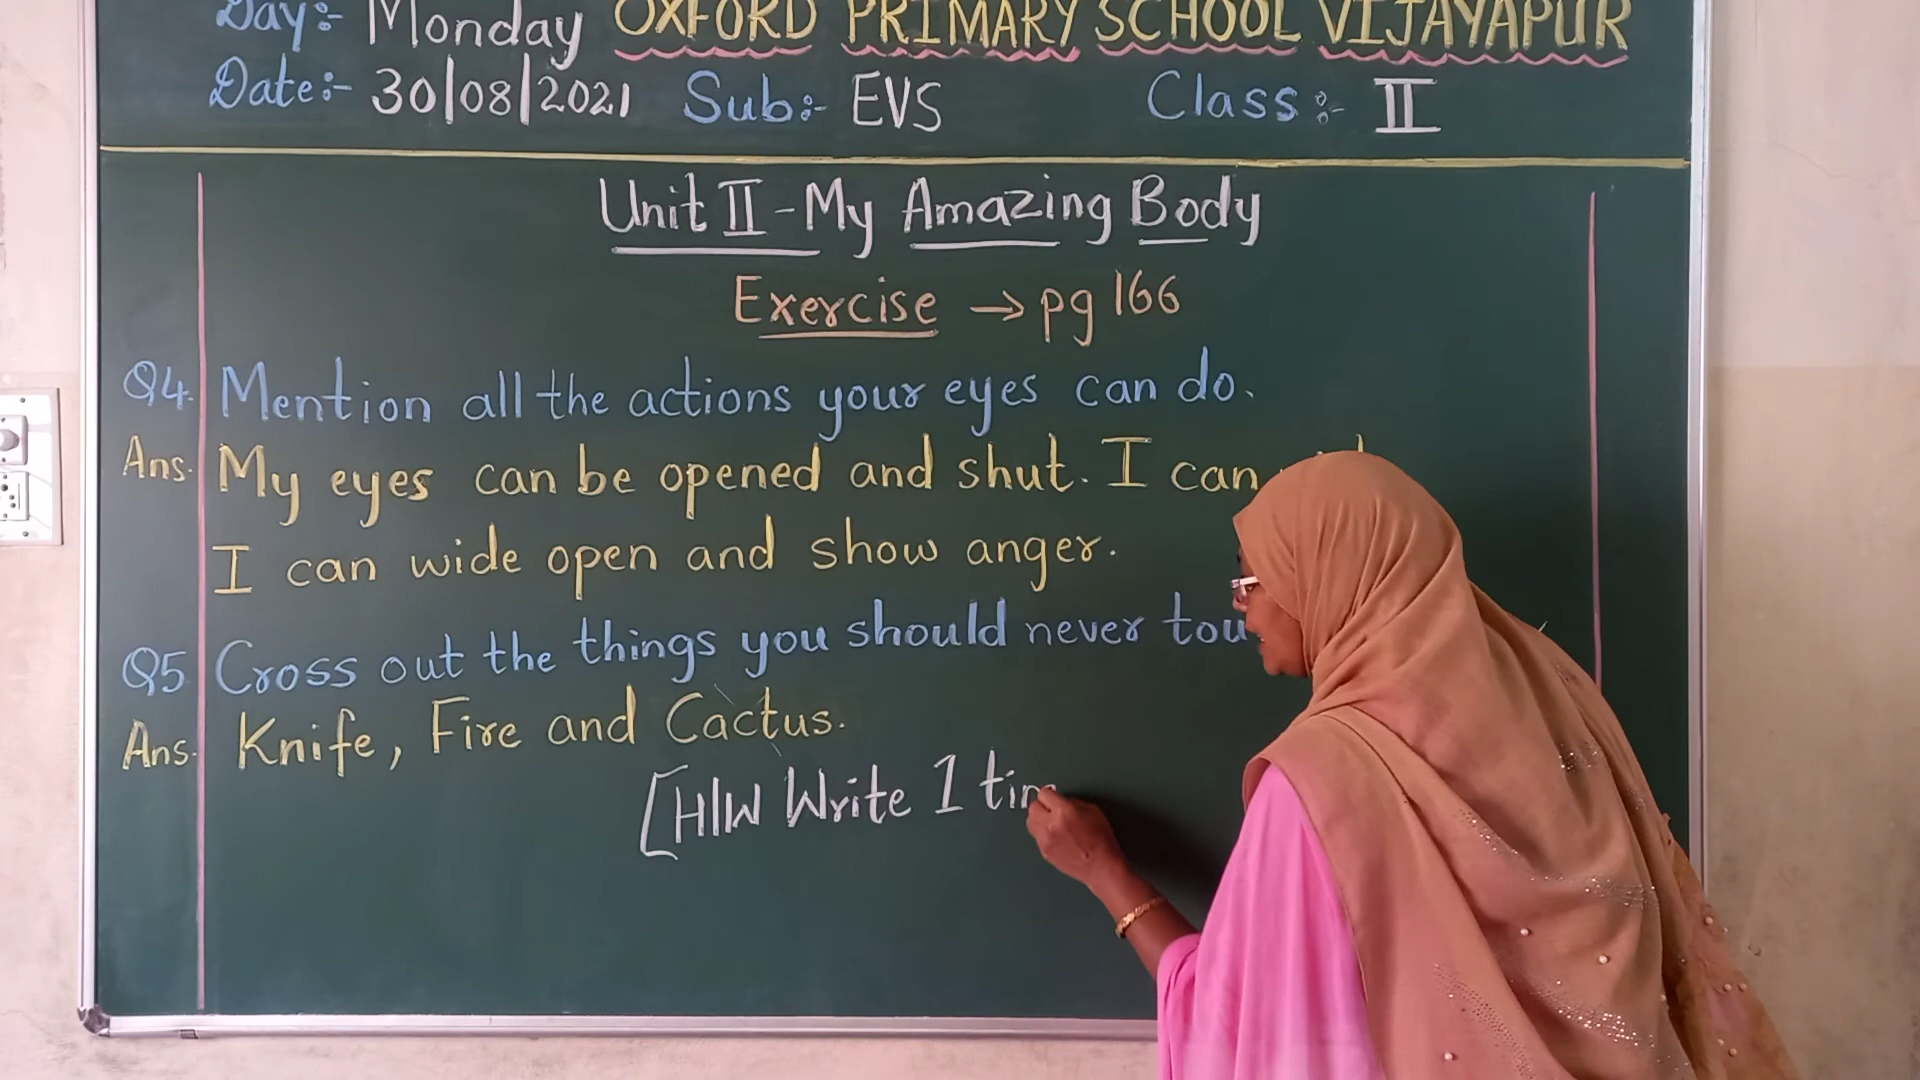 Day:- Monday OXFORD PRIMARY SCHOOL VIJAYAPUR
Date:- 30/08/2021 Sub:- EVS Class:- II
Unit II - My Amazing Body
Exercise → pg 166
Q4. Mention all the actions your eyes can do.
Ans. My eyes can be opened and shut. I can
I can wide open and show anger.
Q5 Cross out the things you should never
Ans. Knife, Fire and Cactus.
[H/W Write 1